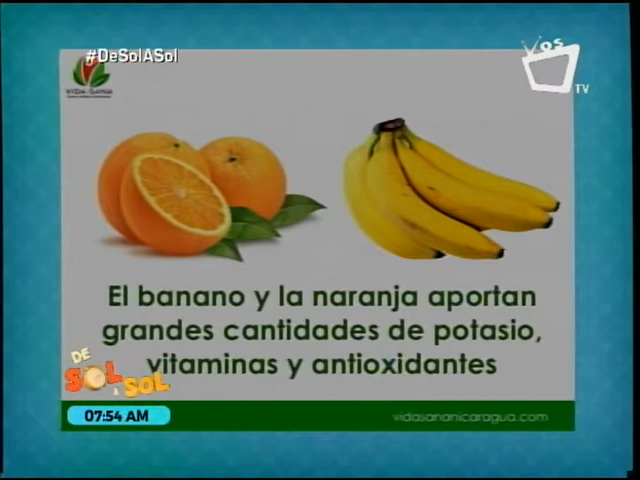 #DeSolASol
VOS
TV
VIDA SANA
El banano y la naranja aportan
grandes cantidades de potasio,
vitaminas y antioxidantes
DE
SOL
A SOL
07:54 AM
vidasananicaragua.com